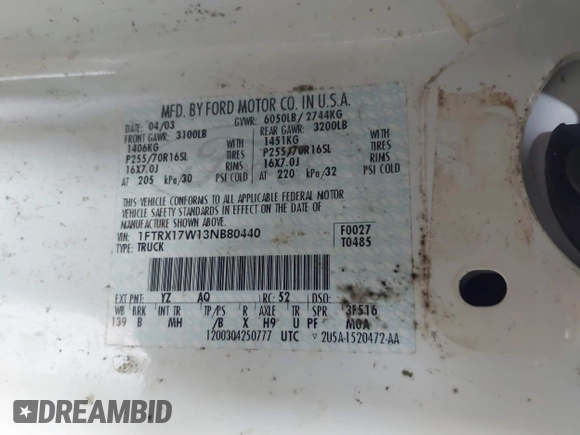 MFD. BY FORD MOTOR CO. IN U.S.A.
DATE: 04/03 GVWR: 6050LB/ 2744KG
FRONT GAWR: 3100LB REAR GAWR: 3200LB
1406KG WITH 1451KG WITH
P255/70R16SL TIRES P255/70R16SL TIRES
16X7.0J RIMS 16X7.0J RIMS
AT 205 kPa/30 PSI COLD AT 220 kPa/32 PSI COLD
THIS VEHICLE CONFORMS TO ALL APPLICABLE FEDERAL MOTOR
VEHICLE SAFETY STANDARDS IN EFFECT ON THE DATE OF
MANUFACTURE SHOWN ABOVE.
VIN: 1FTRX17W13NB80440 F0027
TYPE: TRUCK T0485
EXT PNT: YZ AQ RC: 52 DSO:
WB BRK INT TR TP/PS R AXLE TR SPR 3F516
139 B MH /B X H9 U PF M0A
1200304250777 UTC ▽ 2U5A-1520472-AA
DREAMBID